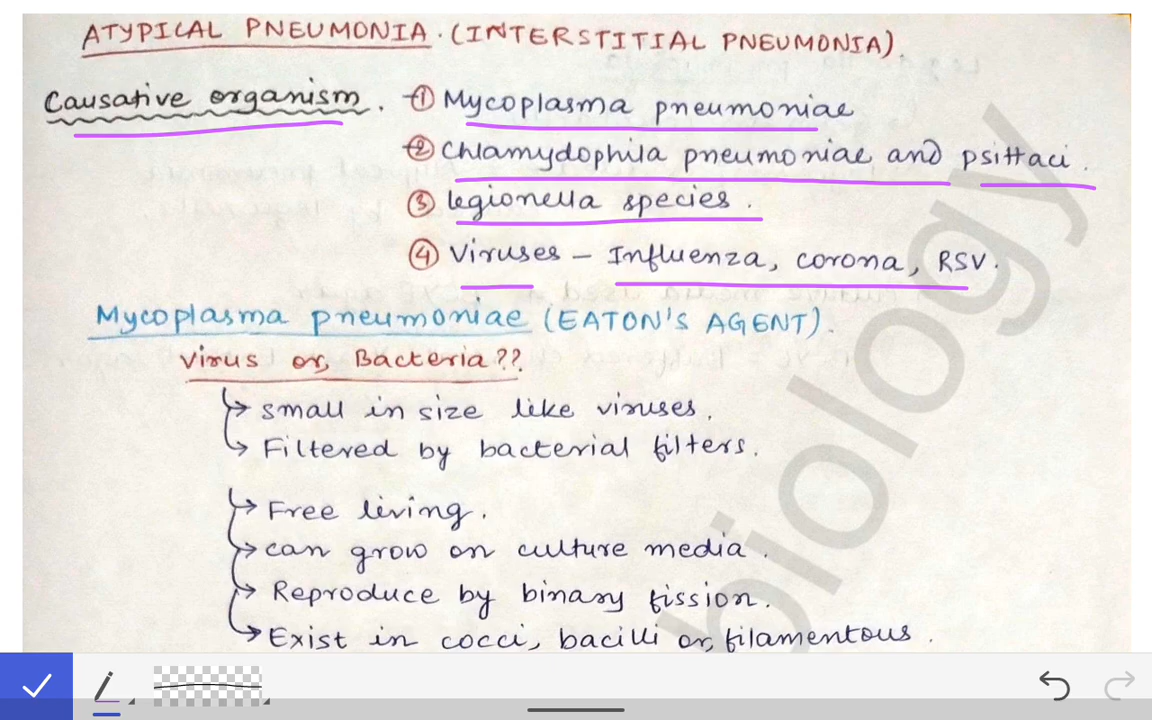 ATYPICAL PNEUMONIA. (INTERSTITIAL PNEUMONIA).
Causative organism. ① Mycoplasma pneumoniae
② Chlamydophila pneumoniae and psittaci.
③ legionella species.
④ Viruses – Influenza, corona, RSV.
Mycoplasma pneumoniae (EATON'S AGENT).
Virus or, Bacteria??
→ small in size like viruses.
→ Filtered by bacterial filters.
→ Free living.
→ can grow on culture media.
→ Reproduce by binary fission.
→ Exist in cocci, bacilli or, filamentous.
biology